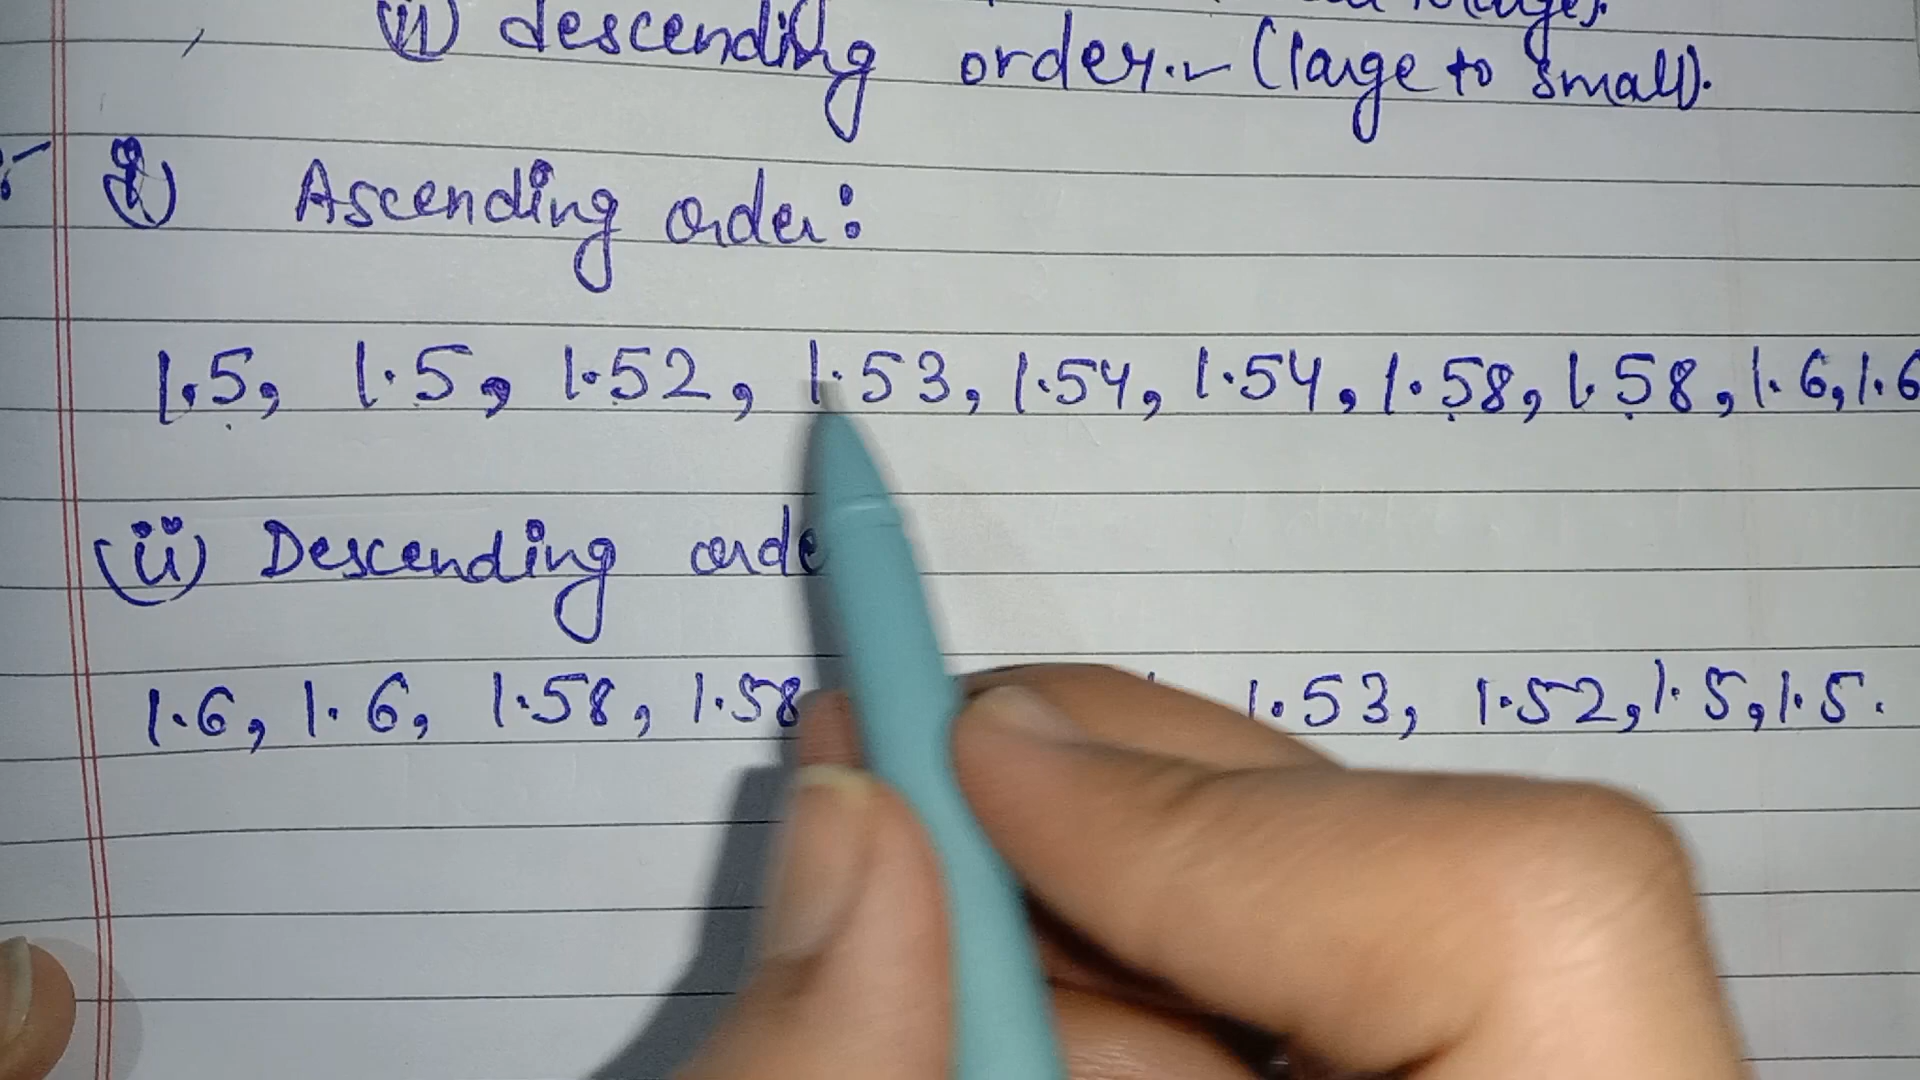 (ii) descending order.- (large to small).
(i) Ascending order:
1.5, 1.5, 1.52, 1.53, 1.54, 1.54, 1.58, 1.58, 1.6, 1.6
(ii) Descending orde
1.6, 1.6, 1.58, 1.58 1.53, 1.52, 1.5, 1.5.